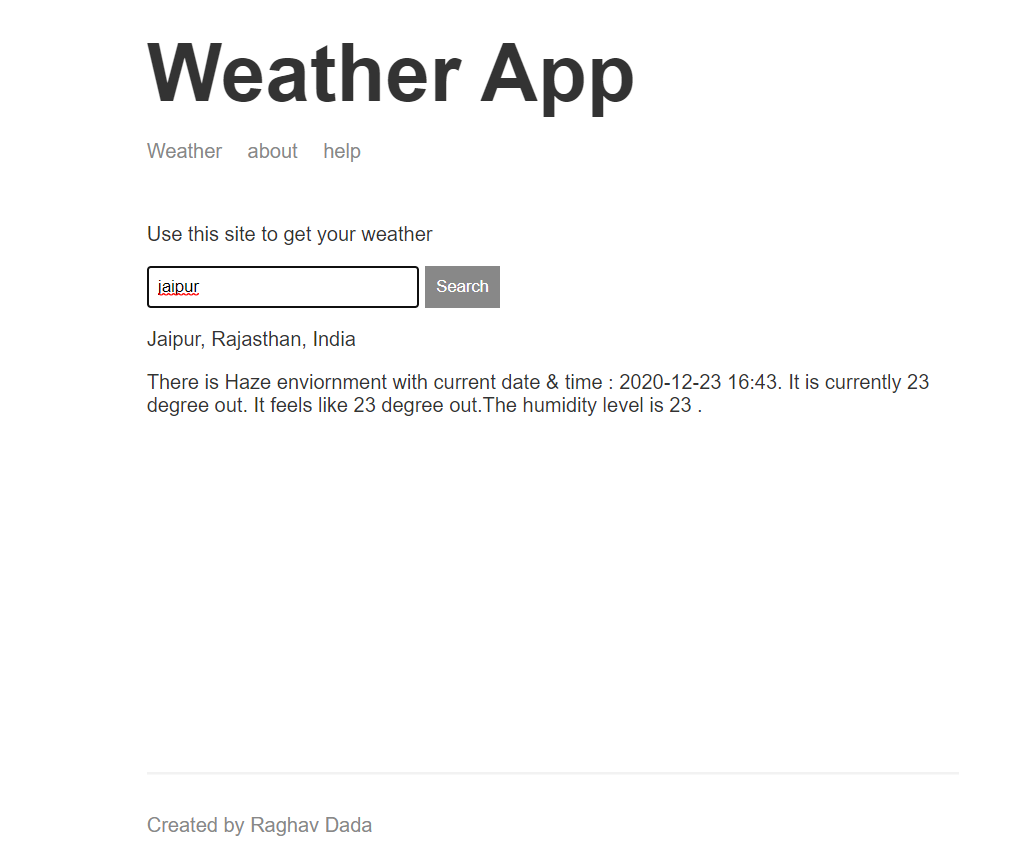 Weather App
Weather about help
Use this site to get your weather
jaipur Search
Jaipur, Rajasthan, India
There is Haze enviornment with current date & time : 2020-12-23 16:43. It is currently 23
degree out. It feels like 23 degree out.The humidity level is 23 .
Created by Raghav Dada